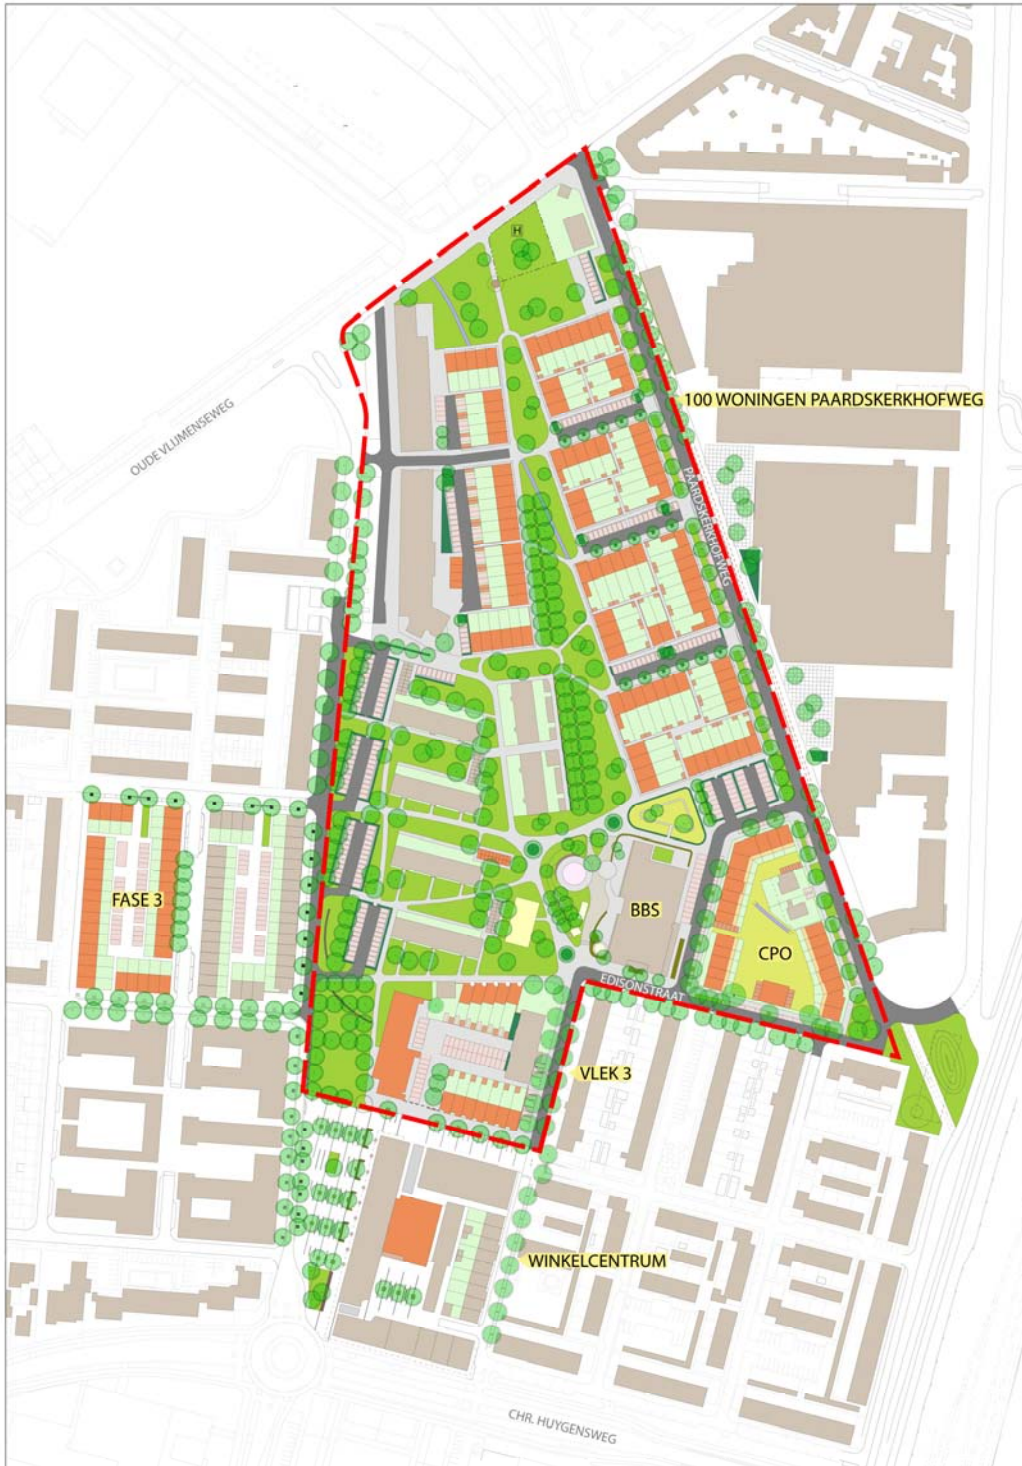 H
100 WONINGEN PAARDSKERKHOFWEG
OUDE VLIJMENSEWEG
PAARDSKERKHOFWEG
FASE 3
BBS
CPO
EDISONSTRAAT
VLEK 3
WINKELCENTRUM
CHR. HUYGENSWEG